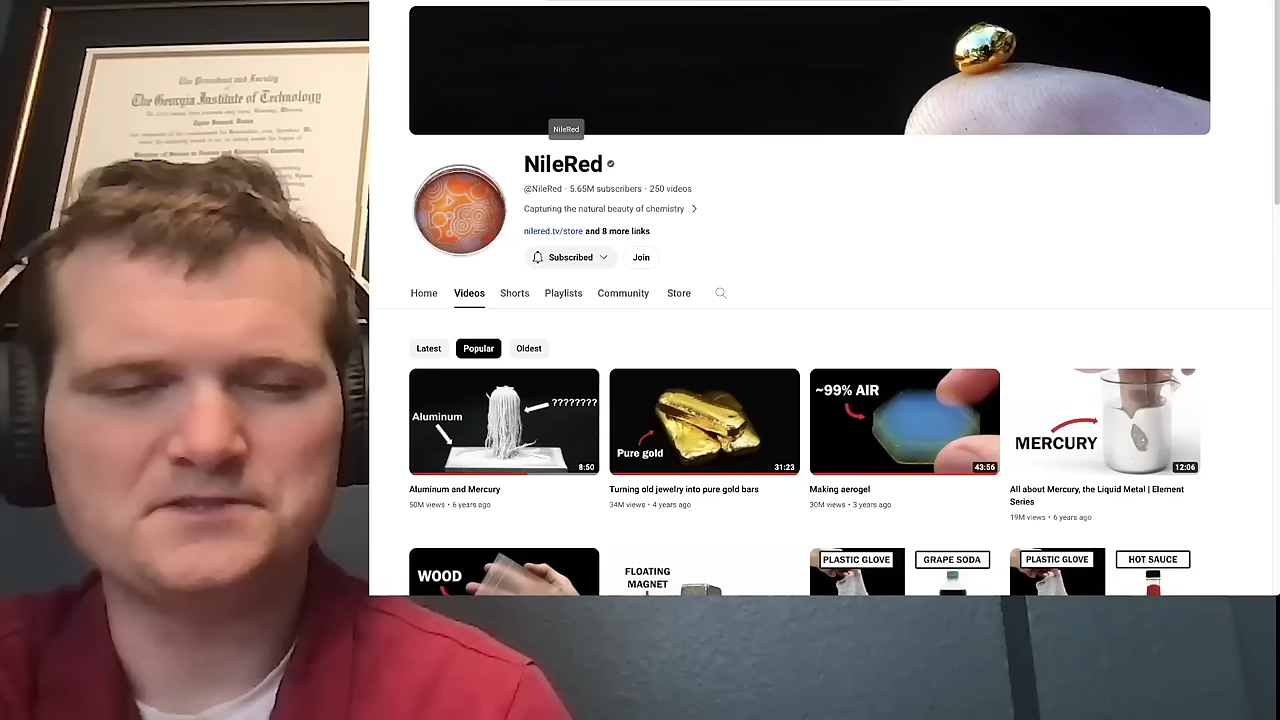 The President and Faculty
The Georgia Institute of Technology
NileRed
NileRed
@NileRed · 5.65M subscribers · 250 videos
Capturing the natural beauty of chemistry
nilered.tv/store and 8 more links
Subscribed
Join
Home Videos Shorts Playlists Community Store
Latest Popular Oldest
Aluminum
????????
8:50
Pure gold
31:23
~99% AIR
43:56
MERCURY
12:06
Aluminum and Mercury
50M views • 6 years ago
Turning old jewelry into pure gold bars
34M views • 4 years ago
Making aerogel
30M views • 3 years ago
All about Mercury, the Liquid Metal | Element
Series
19M views • 6 years ago
WOOD
FLOATING
MAGNET
PLASTIC GLOVE
GRAPE SODA
PLASTIC GLOVE
HOT SAUCE